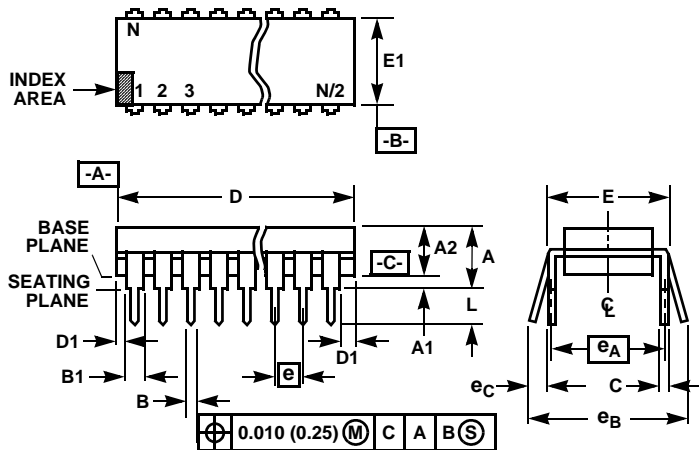 N
E1
INDEX
AREA
1 2 3 N/2
-B-
-A-
D
E
BASE
PLANE
A2
A
-C-
SEATING
PLANE
L
C
L
D1
A1
D1
e
eA
B1
eC
C
B
eB
0.010 (0.25) M C A B S